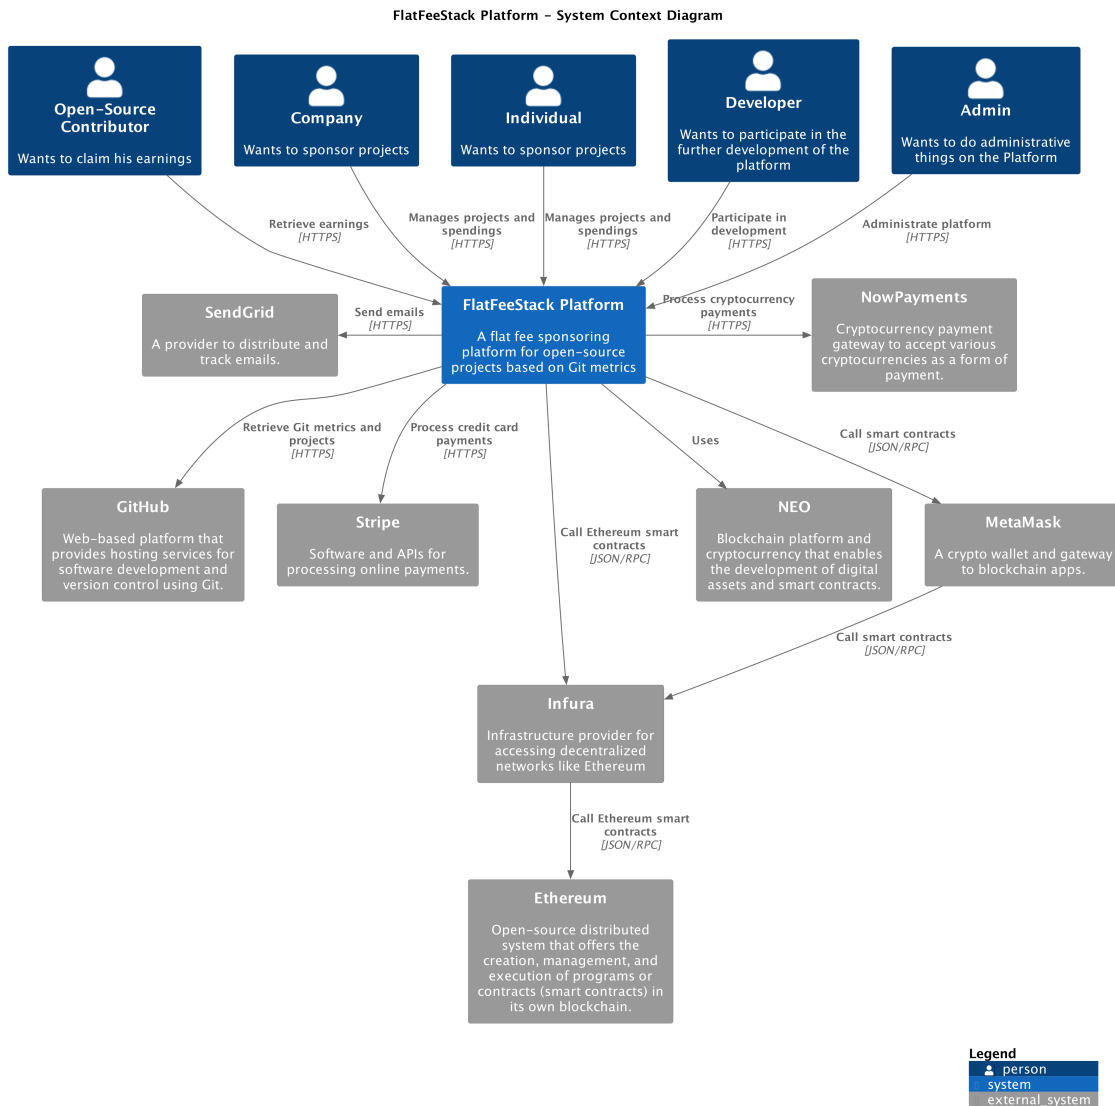 FlatFeeStack Platform - System Context Diagram
Open-Source
Contributor
Wants to claim his earnings
Company
Wants to sponsor projects
Individual
Wants to sponsor projects
Developer
Wants to participate in the
further development of the
platform
Admin
Wants to do administrative
things on the Platform
Retrieve earnings
[HTTPS]
Manages projects and
spendings
[HTTPS]
Manages projects and
spendings
[HTTPS]
Participate in
development
[HTTPS]
Administrate platform
[HTTPS]
SendGrid
A provider to distribute and
track emails.
Send emails
[HTTPS]
FlatFeeStack Platform
A flat fee sponsoring
platform for open-source
projects based on Git metrics
Process cryptocurrency
payments
[HTTPS]
NowPayments
Cryptocurrency payment
gateway to accept various
cryptocurrencies as a form of
payment.
Retrieve Git metrics and
projects
[HTTPS]
Process credit card
payments
[HTTPS]
Uses
Call smart contracts
[JSON/RPC]
GitHub
Web-based platform that
provides hosting services for
software development and
version control using Git.
Stripe
Software and APIs for
processing online payments.
Call Ethereum smart
contracts
[JSON/RPC]
NEO
Blockchain platform and
cryptocurrency that enables
the development of digital
assets and smart contracts.
MetaMask
A crypto wallet and gateway
to blockchain apps.
Call smart contracts
[JSON/RPC]
Infura
Infrastructure provider for
accessing decentralized
networks like Ethereum
Call Ethereum smart
contracts
[JSON/RPC]
Ethereum
Open-source distributed
system that offers the
creation, management, and
execution of programs or
contracts (smart contracts) in
its own blockchain.
Legend
person
system
external_system